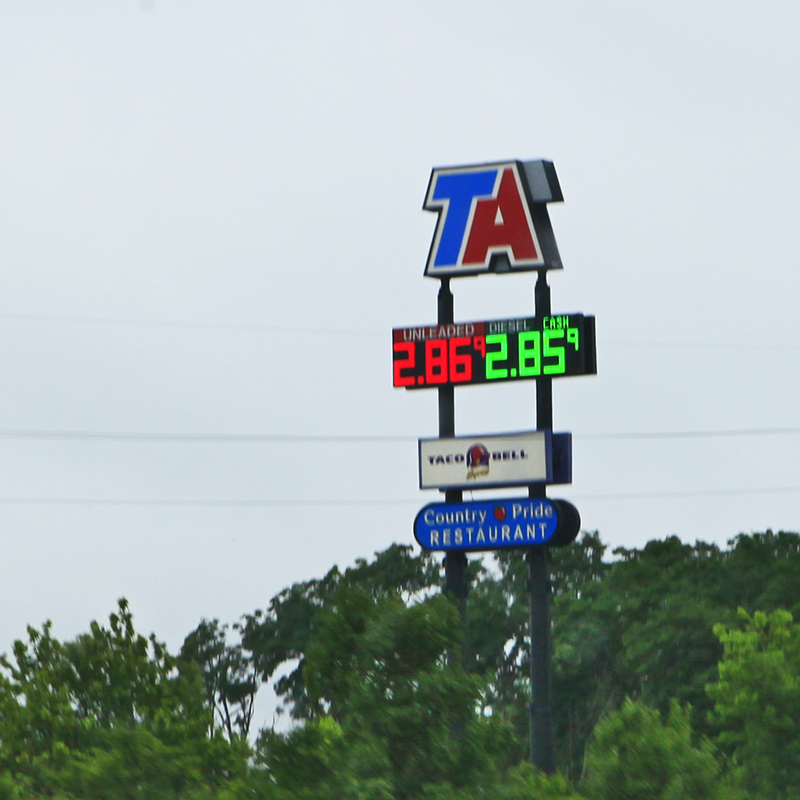 TA
UNLEADED DIESEL CASH
2.86⁹ 2.85⁹
TACO BELL
Country Pride
RESTAURANT